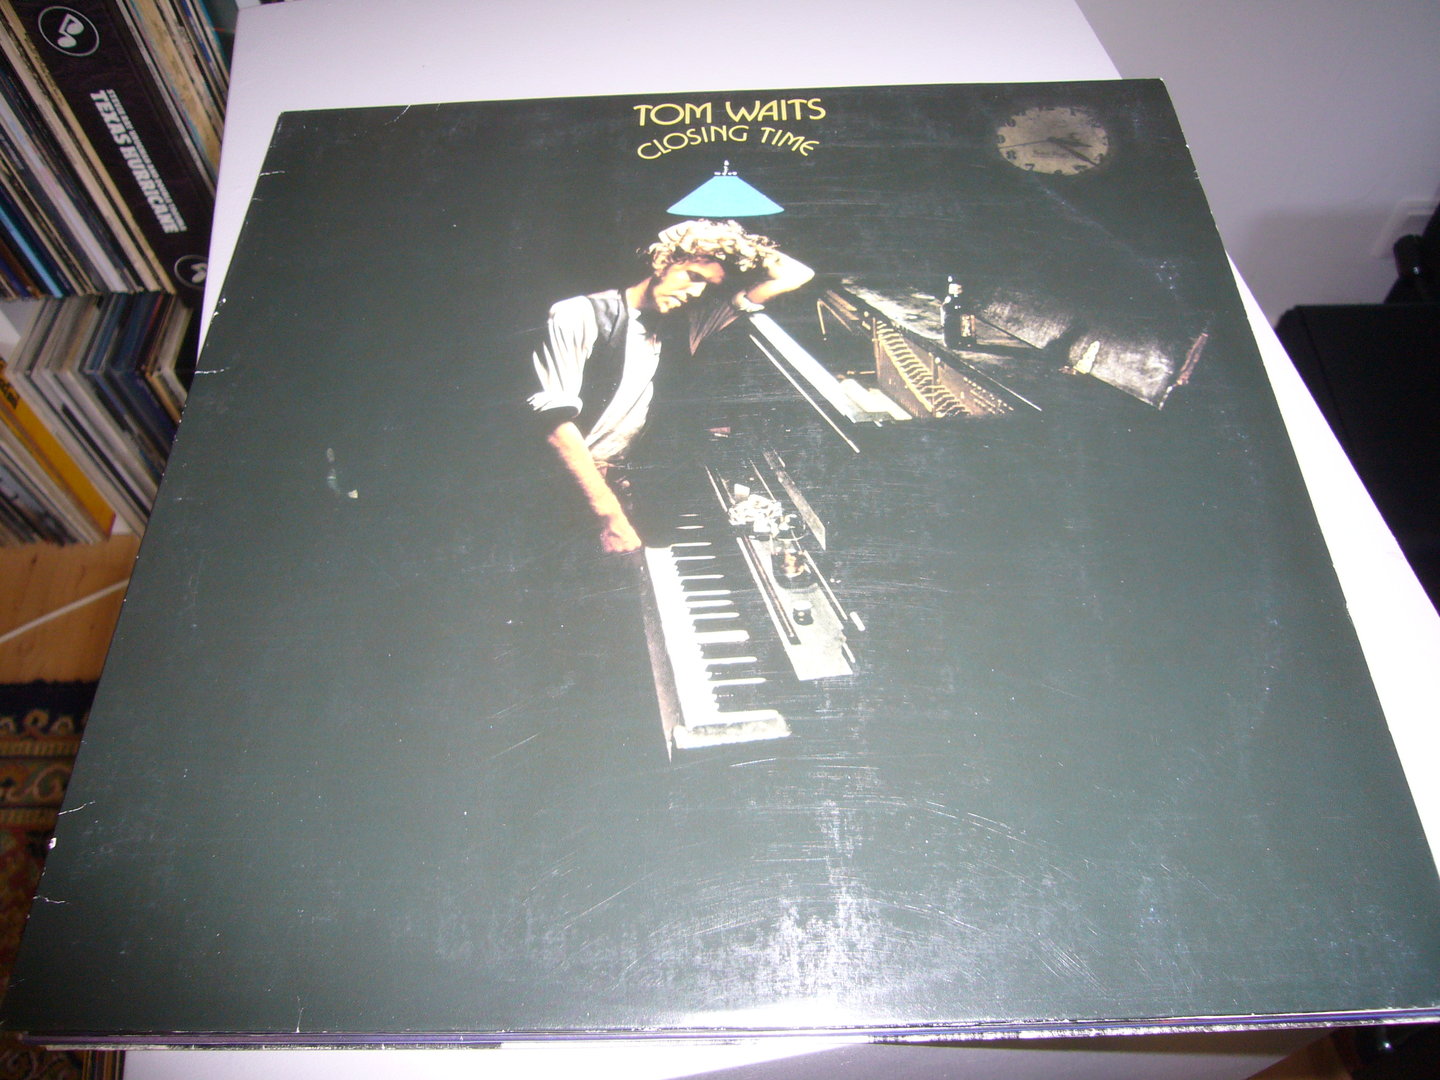 TOM WAITS
CLOSING TIME
TEXAS HURRICANE